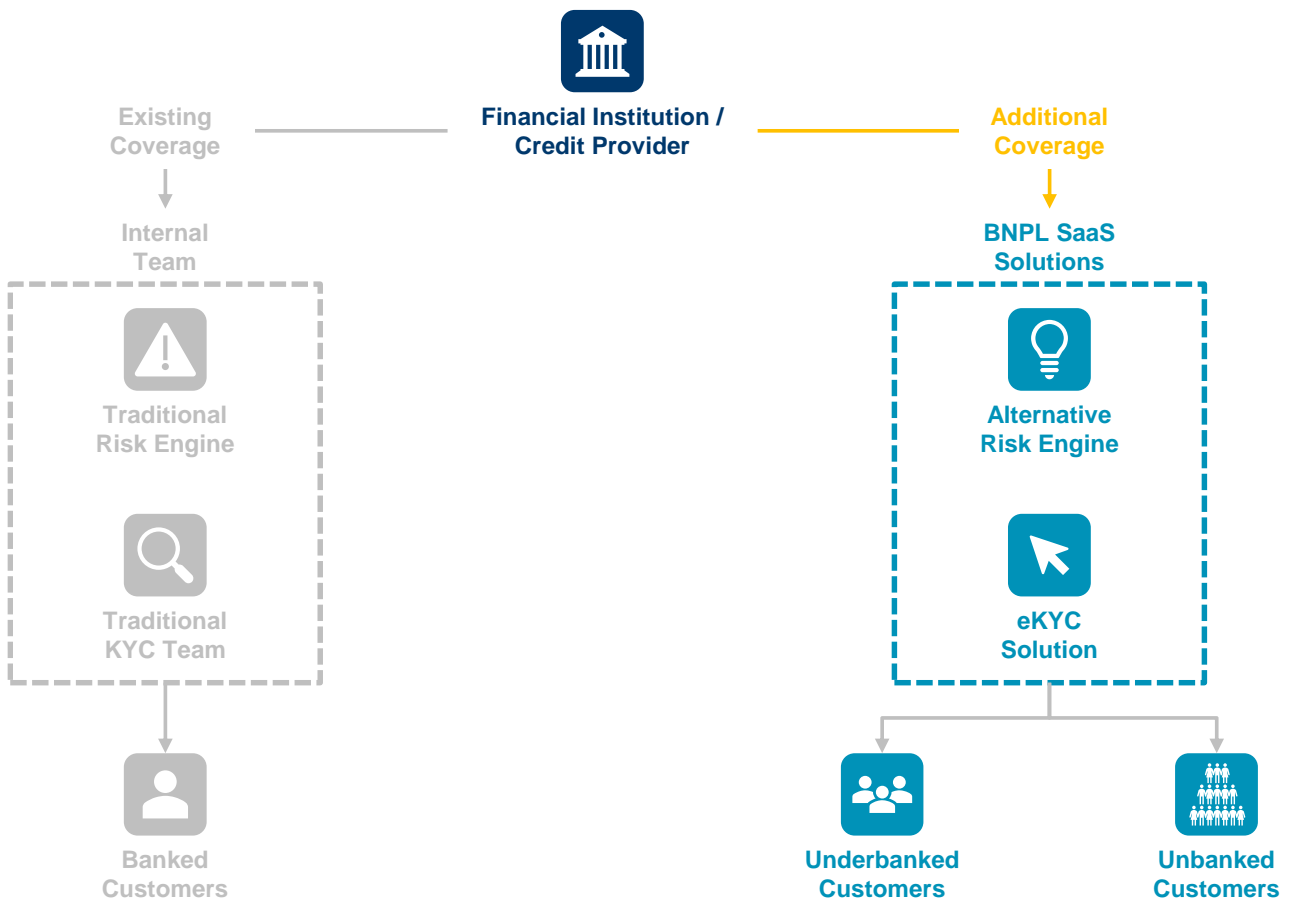 Financial Institution /
Credit Provider
Existing
Coverage
Internal
Team
Traditional
Risk Engine
Traditional
KYC Team
Banked
Customers
Additional
Coverage
BNPL SaaS
Solutions
Alternative
Risk Engine
eKYC
Solution
Underbanked
Customers
Unbanked
Customers